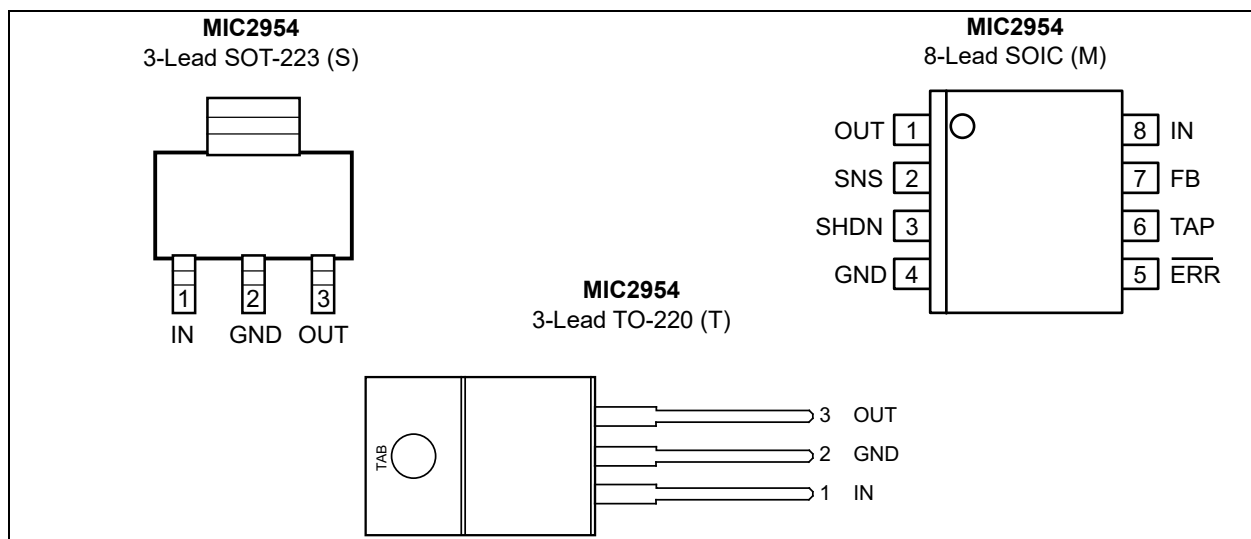 MIC2954
3-Lead SOT-223 (S)
1 2 3
IN GND OUT
MIC2954
8-Lead SOIC (M)
OUT 1 8 IN
SNS 2 7 FB
SHDN 3 6 TAP
GND 4 5 E̅R̅R̅
MIC2954
3-Lead TO-220 (T)
TAB
3 OUT
2 GND
1 IN